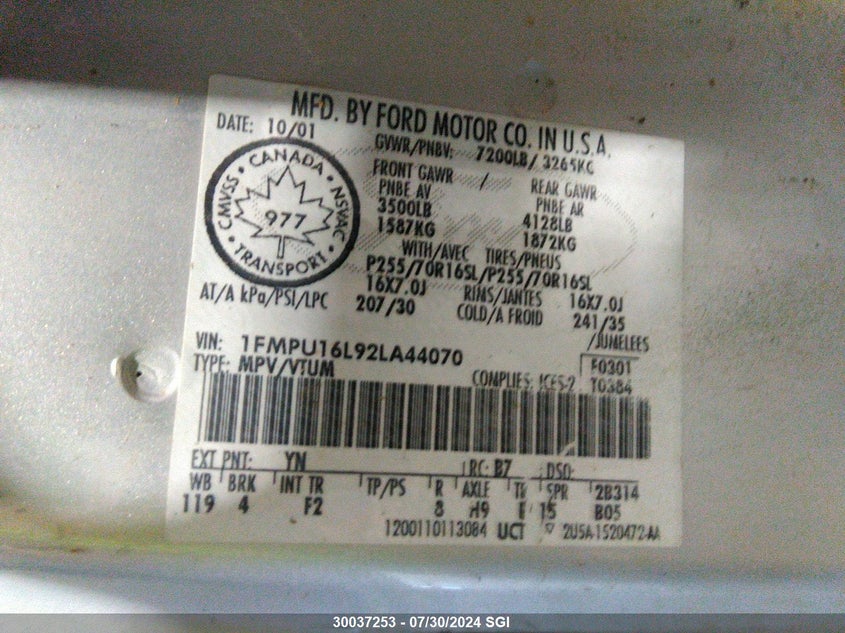 MFD. BY FORD MOTOR CO. IN U.S.A.
DATE: 10/01 GVWR/PNBV: 7200LB/ 3265KG
CANADA
CMVSS NSVAC
977
TRANSPORT
FRONT GAWR / REAR GAWR
PNBE AV PNBE AR
3500LB 4128LB
1587KG 1872KG
WITH/AVEC TIRES/PNEUS
P255/70R16SL/P255/70R16SL
16X7.0J RIMS/JANTES 16X7.0J
AT/A kPa/PSI/LPC 207/30 COLD/A FROID 241/35
VIN: 1FMPU16L92LA44070 /JUMELEES
TYPE: MPV/VTUM F0301
COMPLIES: ICES-2 T0384
EXT PNT: YN RC: B7 DSO:
WB BRK INT TR TP/PS R AXLE TR SPR 2B314
119 4 F2 8 H9 E 15 B05
1200110113084 UCT 2U5A-1520472-AA
30037253 - 07/30/2024 SGI